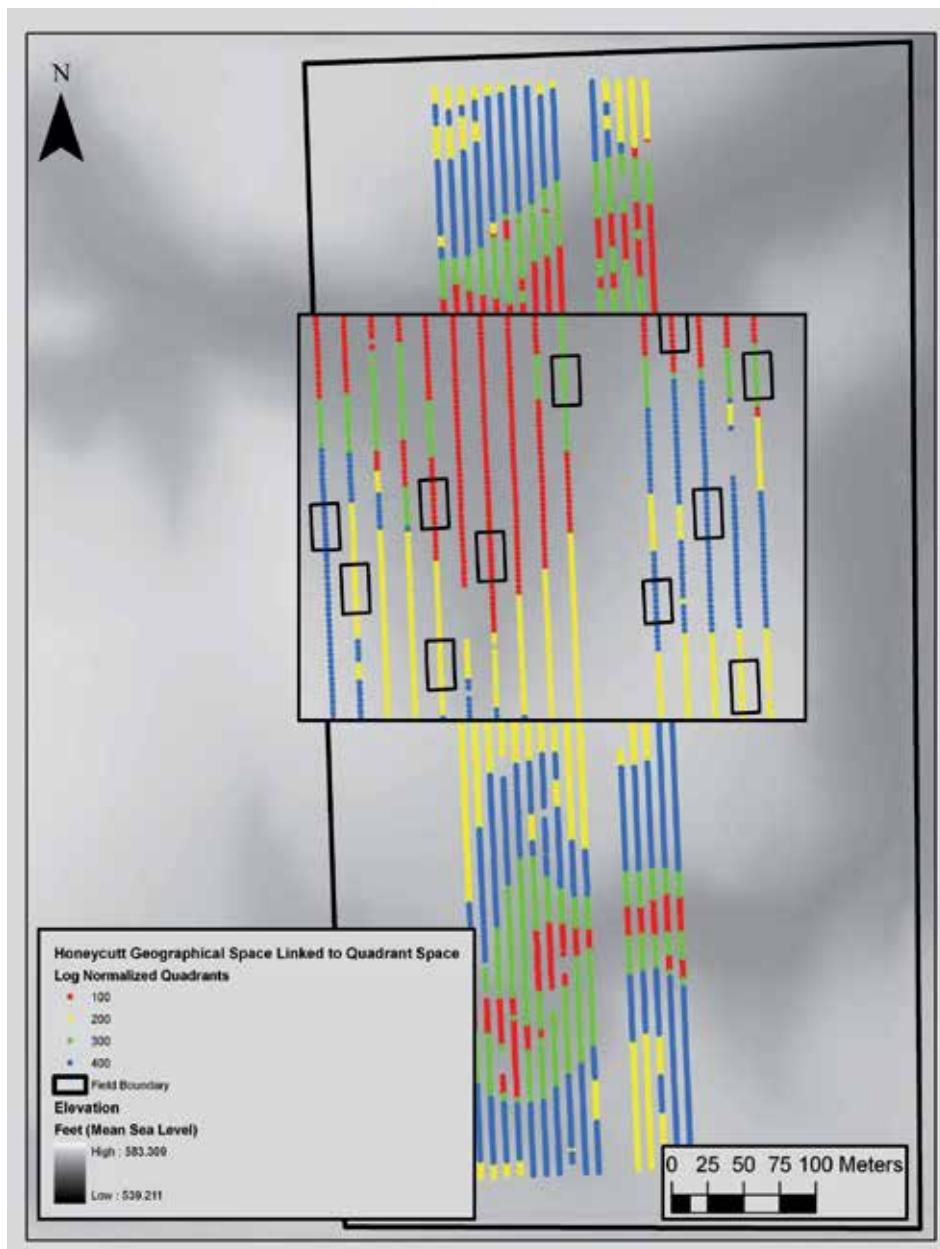 N
Honeycutt Geographical Space Linked to Quadrant Space
Log Normalized Quadrants
100
200
300
400
Field Boundary
Elevation
Feet (Mean Sea Level)
High : 583.309
Low : 539.211
0 25 50 75 100 Meters